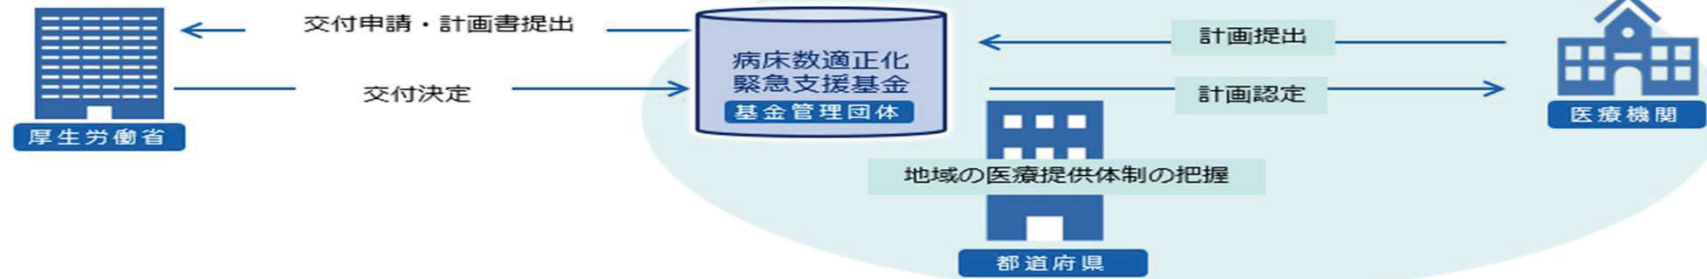 交付申請・計画書提出
交付決定
厚生労働省
病床数適正化
緊急支援基金
基金管理団体
計画提出
計画認定
医療機関
地域の医療提供体制の把握
都道府県